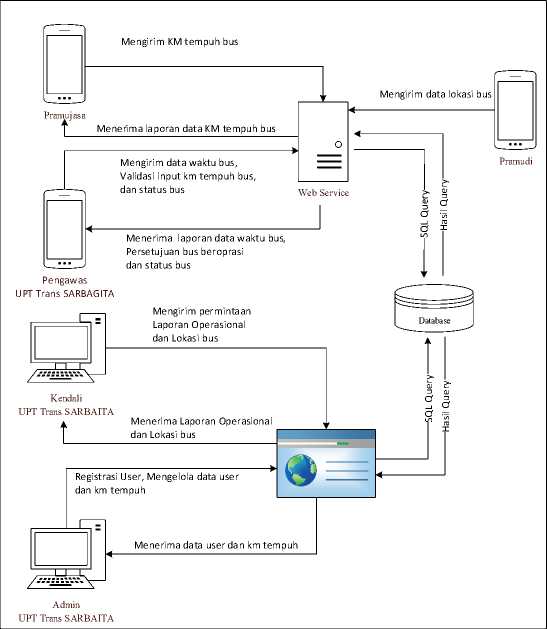 Mengirim KM tempuh bus
Mengirim data lokasi bus
Pramujasa
Menerima laporan data KM tempuh bus
Pramudi
Mengirim data waktu bus,
Validasi input km tempuh bus,
dan status bus
Web Service
SQL Query
Hasil Query
Menerima laporan data waktu bus,
Persetujuan bus beroprasi
dan status bus
Pengawas
UPT Trans SARBAGITA
Mengirim permintaan
Laporan Operasional
dan Lokasi bus
Database
SQL Query
Hasil Query
Kendali
UPT Trans SARBAITA
Menerima Laporan Operasional
dan Lokasi bus
Registrasi User, Mengelola data user
dan km tempuh
Menerima data user dan km tempuh
Admin
UPT Trans SARBAITA